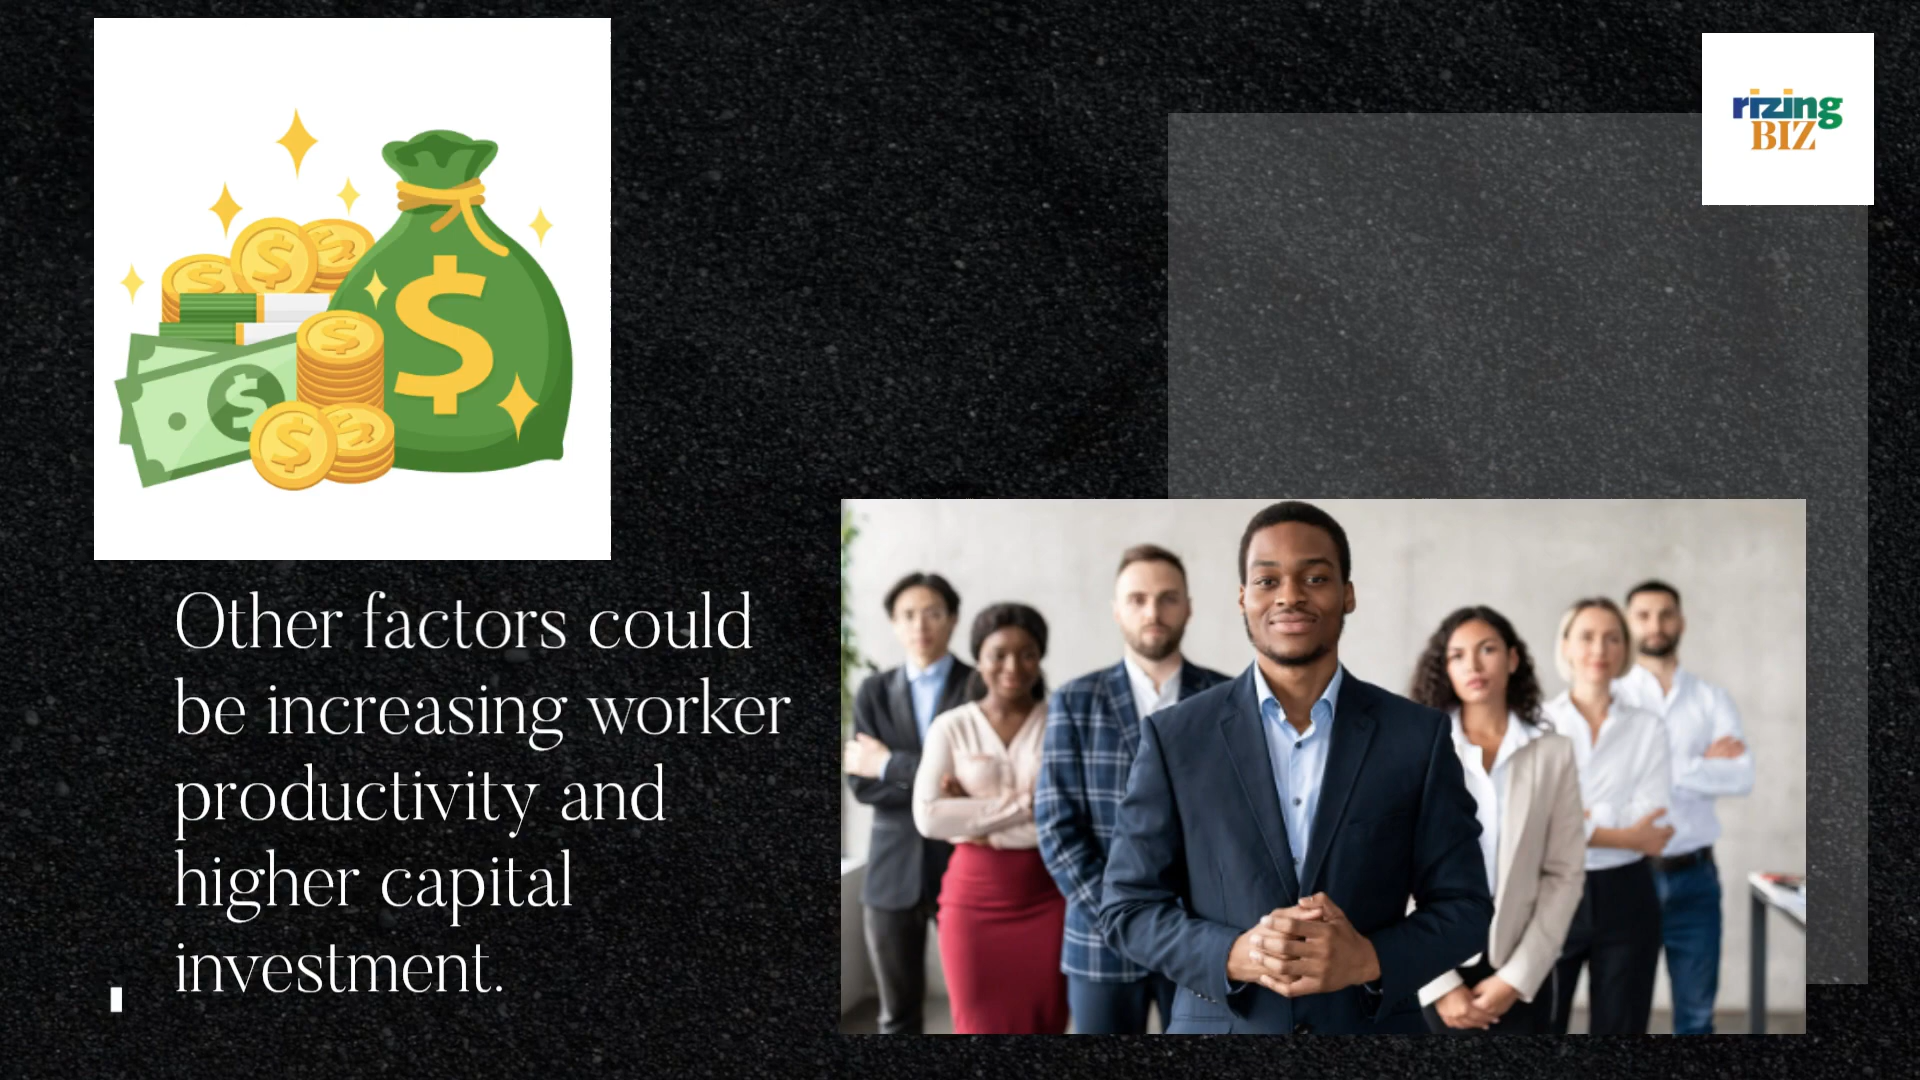 rizing
BIZ
$
$
$
$
$
$
$
$
Other factors could
be increasing worker
productivity and
higher capital
investment.